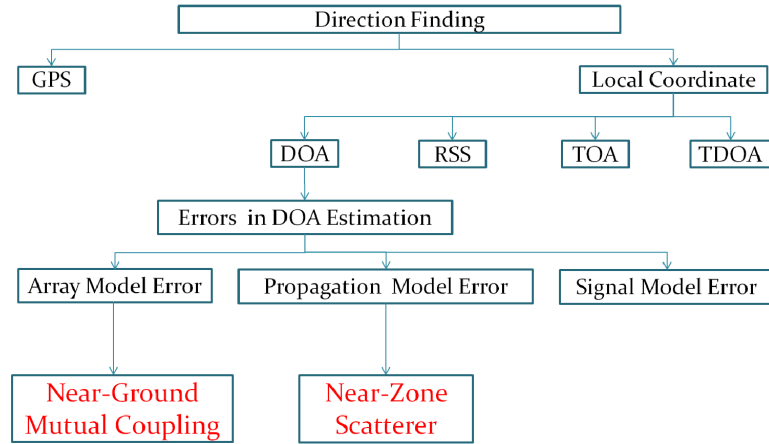 Direction Finding
GPS
Local Coordinate
DOA
RSS
TOA
TDOA
Errors in DOA Estimation
Array Model Error
Propagation Model Error
Signal Model Error
Near-Ground
Mutual Coupling
Near-Zone
Scatterer